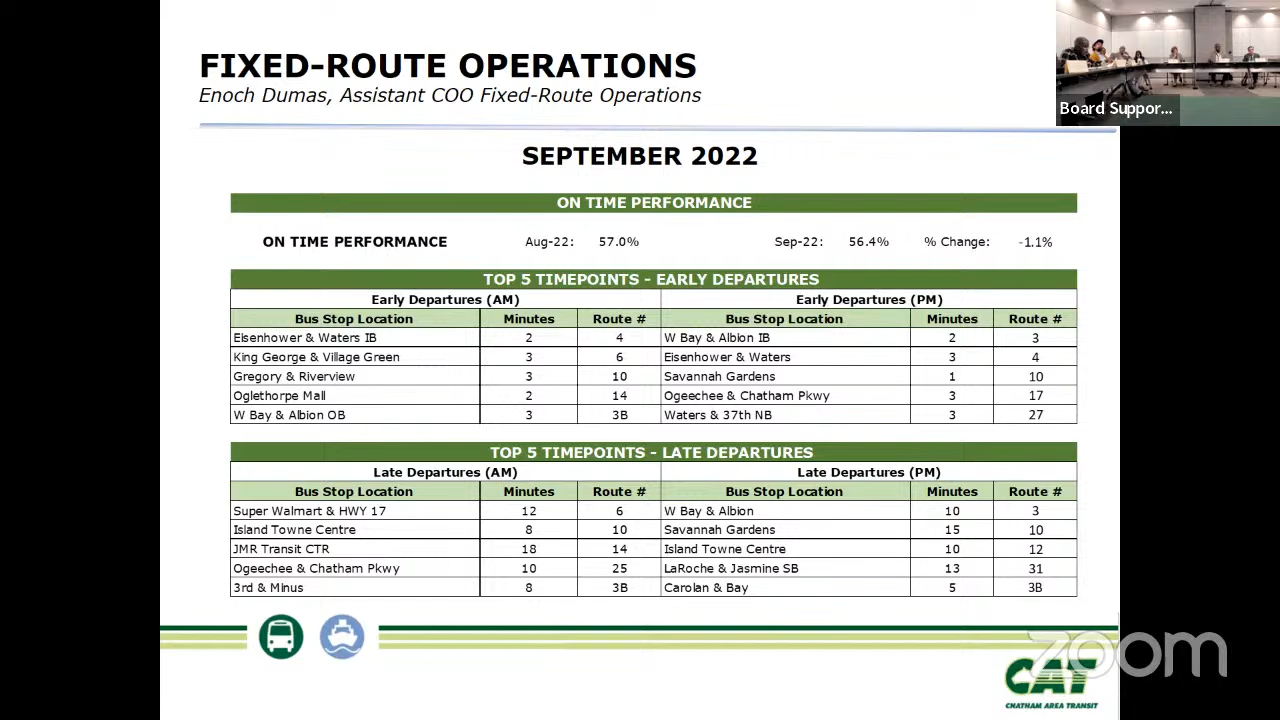 FIXED-ROUTE OPERATIONS
Enoch Dumas, Assistant COO Fixed-Route Operations
Board Suppor...
SEPTEMBER 2022
ON TIME PERFORMANCE
ON TIME PERFORMANCE Aug-22: 57.0% Sep-22: 56.4% % Change: -1.1%
TOP 5 TIMEPOINTS - EARLY DEPARTURES
Early Departures (AM) Early Departures (PM)
Bus Stop Location Minutes Route # Bus Stop Location Minutes Route #
Eisenhower & Waters IB 2 4 W Bay & Albion IB 2 3
King George & Village Green 3 6 Eisenhower & Waters 3 4
Gregory & Riverview 3 10 Savannah Gardens 1 10
Oglethorpe Mall 2 14 Ogeechee & Chatham Pkwy 3 17
W Bay & Albion OB 3 3B Waters & 37th NB 3 27
TOP 5 TIMEPOINTS - LATE DEPARTURES
Late Departures (AM) Late Departures (PM)
Bus Stop Location Minutes Route # Bus Stop Location Minutes Route #
Super Walmart & HWY 17 12 6 W Bay & Albion 10 3
Island Towne Centre 8 10 Savannah Gardens 15 10
JMR Transit CTR 18 14 Island Towne Centre 10 12
Ogeechee & Chatham Pkwy 10 25 LaRoche & Jasmine SB 13 31
3rd & Minus 8 3B Carolan & Bay 5 3B
zoom
CAT
CHATHAM AREA TRANSIT